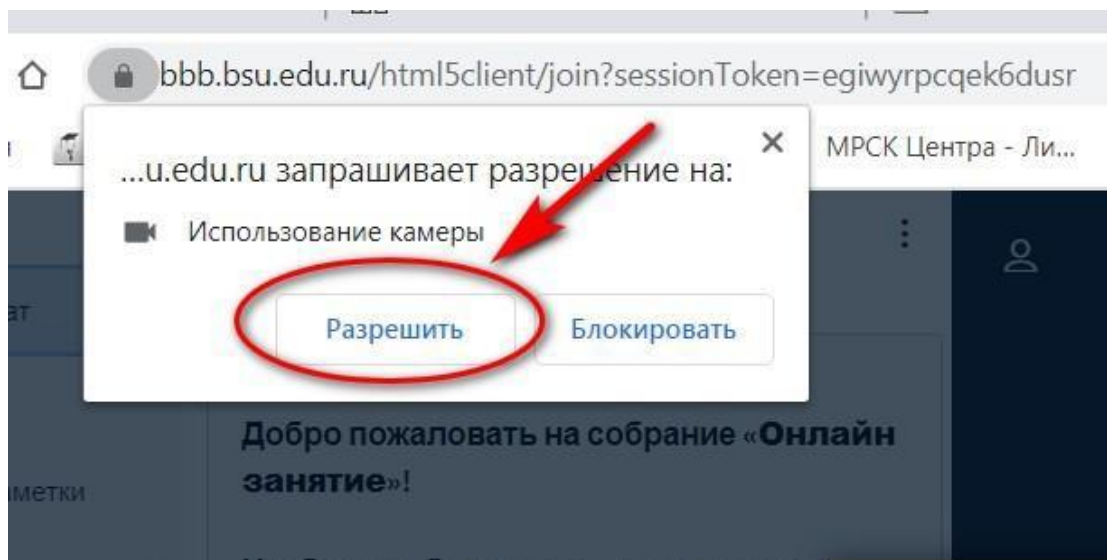 bbb.bsu.edu.ru/html5client/join?sessionToken=egiwyrpcqek6dusr
МРСК Центра - Ли...
...u.edu.ru запрашивает разрешение на:
Использование камеры
Разрешить
Блокировать
Добро пожаловать на собрание «Онлайн
занятие»!